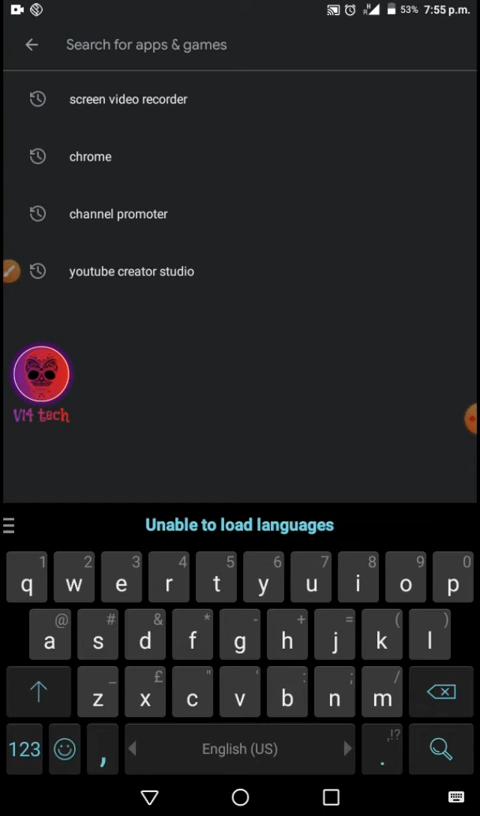 53% 7:55 p.m.
Search for apps & games
screen video recorder
chrome
channel promoter
youtube creator studio
V14 tech
Unable to load languages
1 2 3 4 5 6 7 8 9 0
q w e r t y u i o p
@ # & * - + = ( )
a s d f g h j k l
_ £ " ' : ; /
z x c v b n m
,!?
123 , English (US) .